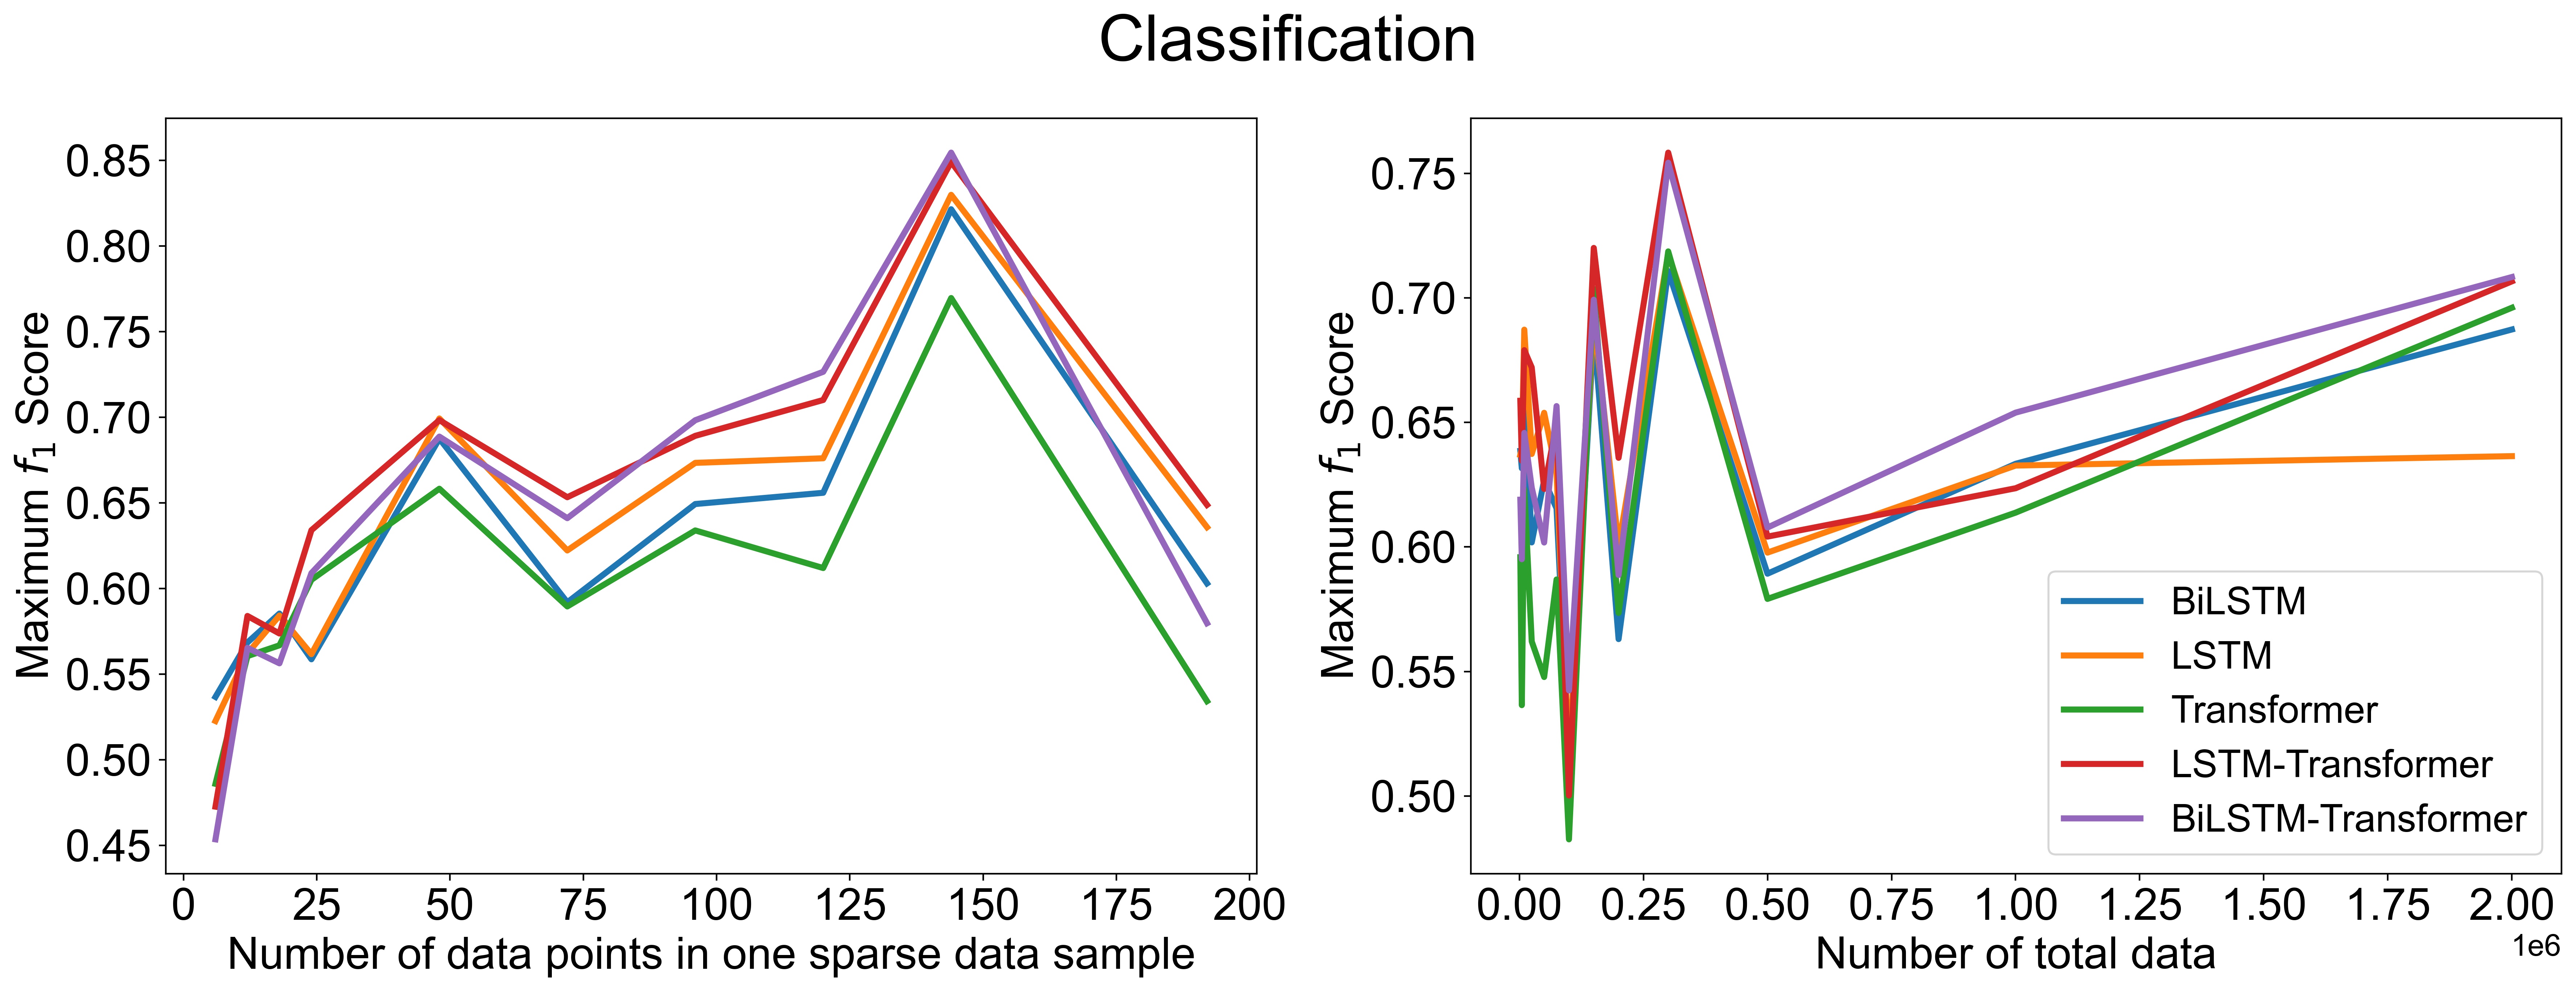 Classification
Maximum f1 Score
0.85
0.80
0.75
0.70
0.65
0.60
0.55
0.50
0.45
0 25 50 75 100 125 150 175 200
Number of data points in one sparse data sample
Maximum f1 Score
0.75
0.70
0.65
0.60
0.55
0.50
BiLSTM
LSTM
Transformer
LSTM-Transformer
BiLSTM-Transformer
0.00 0.25 0.50 0.75 1.00 1.25 1.50 1.75 2.00
1e6
Number of total data